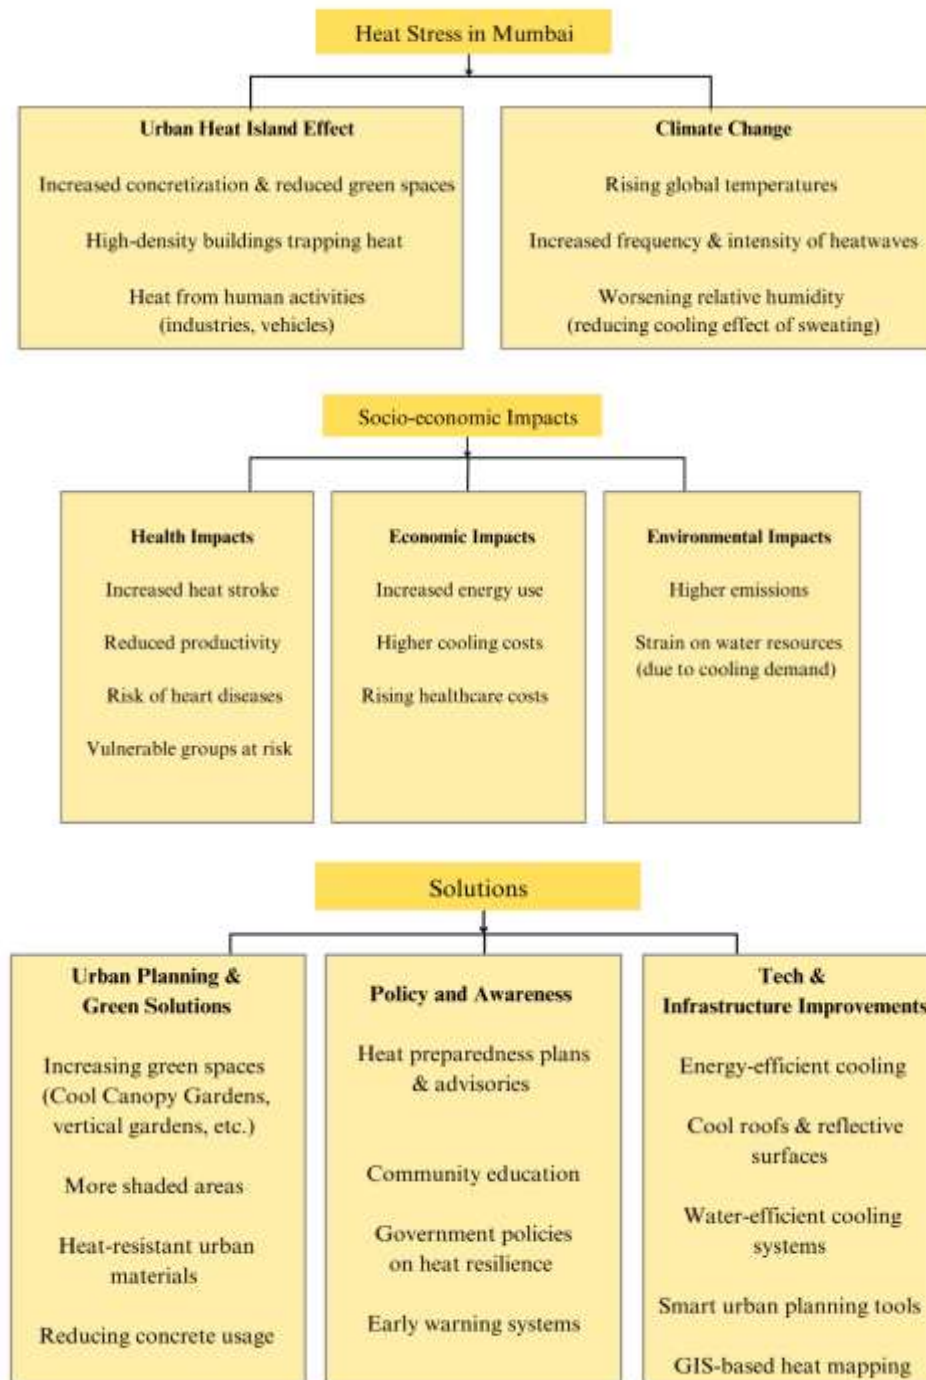 Heat Stress in Mumbai
Urban Heat Island Effect
Increased concretization & reduced green spaces
High-density buildings trapping heat
Heat from human activities
(industries, vehicles)
Climate Change
Rising global temperatures
Increased frequency & intensity of heatwaves
Worsening relative humidity
(reducing cooling effect of sweating)
Socio-economic Impacts
Health Impacts
Increased heat stroke
Reduced productivity
Risk of heart diseases
Vulnerable groups at risk
Economic Impacts
Increased energy use
Higher cooling costs
Rising healthcare costs
Environmental Impacts
Higher emissions
Strain on water resources
(due to cooling demand)
Solutions
Urban Planning &
Green Solutions
Increasing green spaces
(Cool Canopy Gardens,
vertical gardens, etc.)
More shaded areas
Heat-resistant urban
materials
Reducing concrete usage
Policy and Awareness
Heat preparedness plans
& advisories
Community education
Government policies
on heat resilience
Early warning systems
Tech &
Infrastructure Improvements
Energy-efficient cooling
Cool roofs & reflective
surfaces
Water-efficient cooling
systems
Smart urban planning tools
GIS-based heat mapping